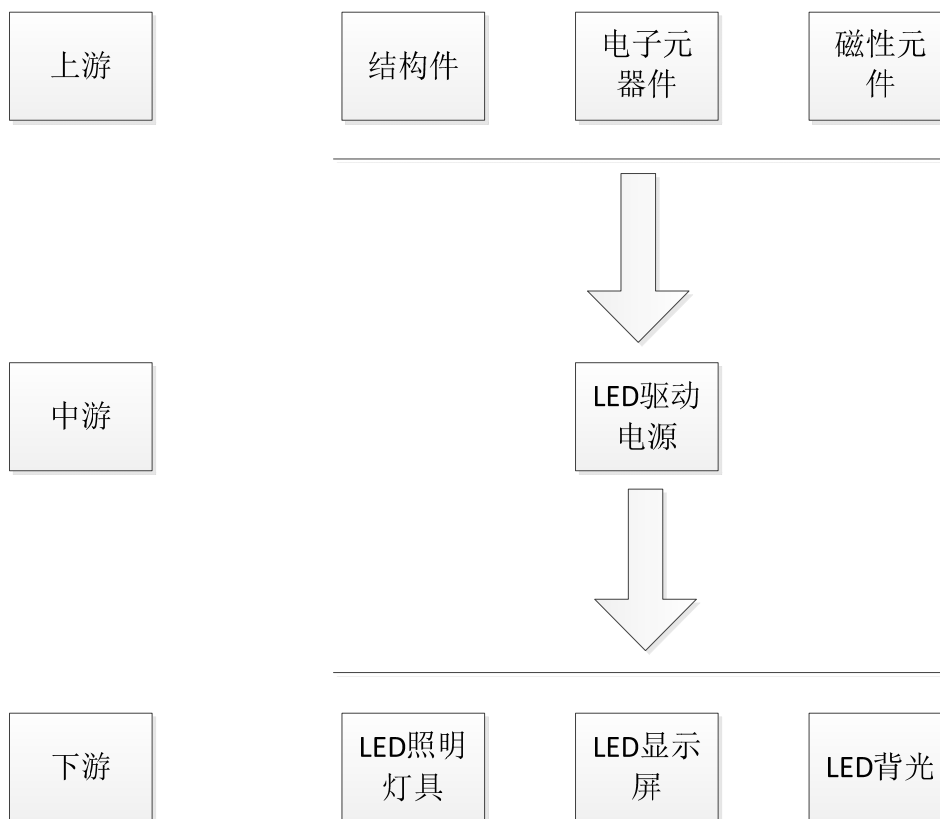 上游
结构件
电子元
器件
磁性元
件
中游
LED驱动
电源
下游
LED照明
灯具
LED显示
屏
LED背光